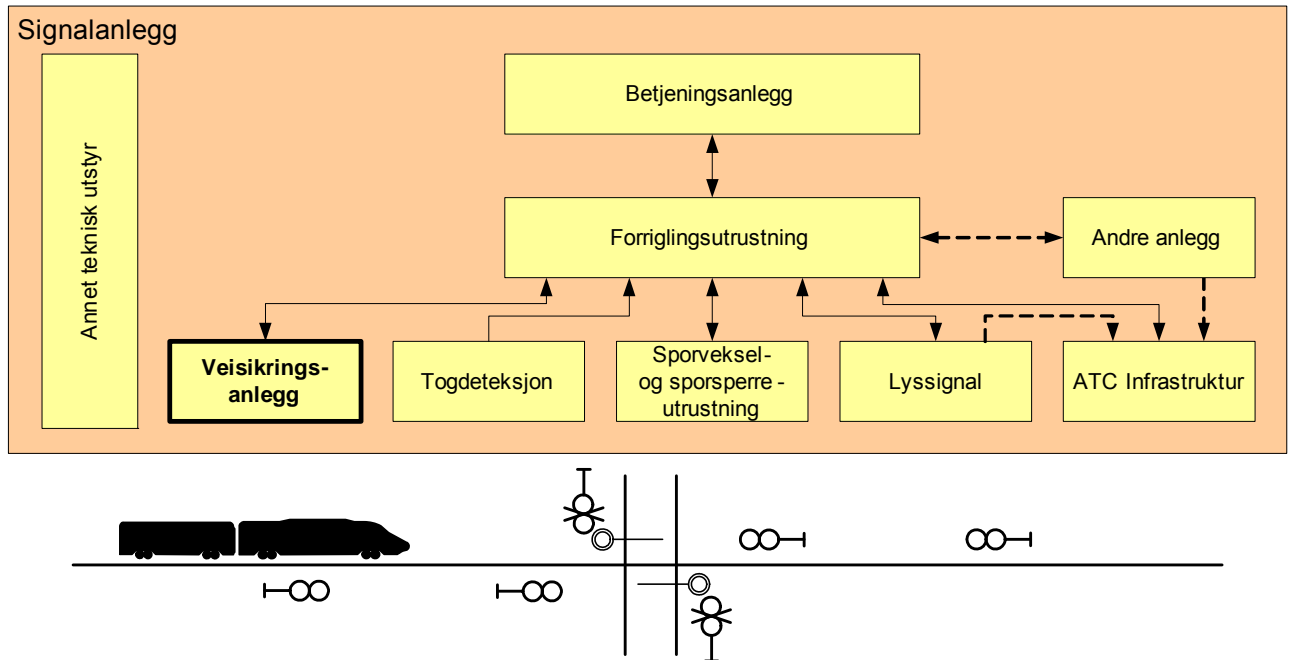 Signalanlegg
Annet teknisk utstyr
Betjeningsanlegg
Forriglingsutrustning
Andre anlegg
Veisikrings-
anlegg
Togdeteksjon
Sporveksel-
og sporsperre -
utrustning
Lyssignal
ATC Infrastruktur